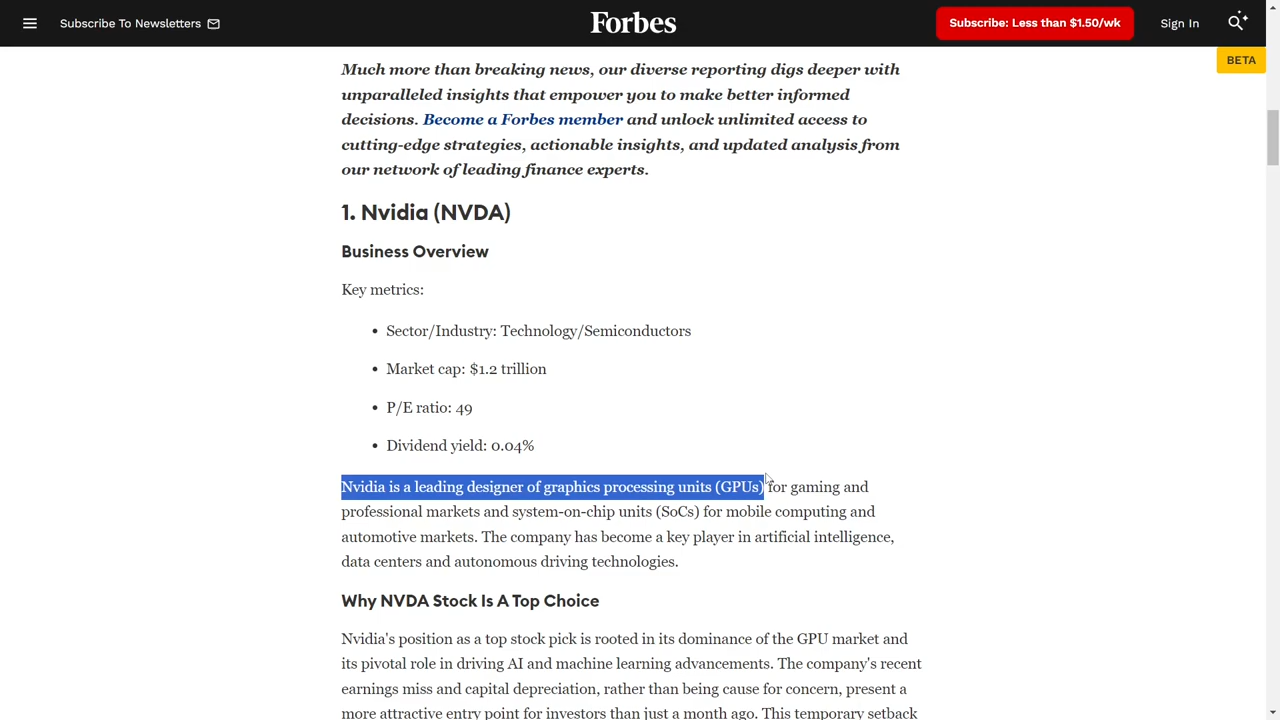 Subscribe To Newsletters
Forbes
Subscribe: Less than $1.50/wk
Sign In
BETA
Much more than breaking news, our diverse reporting digs deeper with
unparalleled insights that empower you to make better informed
decisions. Become a Forbes member and unlock unlimited access to
cutting-edge strategies, actionable insights, and updated analysis from
our network of leading finance experts.
1. Nvidia (NVDA)
Business Overview
Key metrics:
• Sector/Industry: Technology/Semiconductors
• Market cap: $1.2 trillion
• P/E ratio: 49
• Dividend yield: 0.04%
Nvidia is a leading designer of graphics processing units (GPUs) for gaming and
professional markets and system-on-chip units (SoCs) for mobile computing and
automotive markets. The company has become a key player in artificial intelligence,
data centers and autonomous driving technologies.
Why NVDA Stock Is A Top Choice
Nvidia's position as a top stock pick is rooted in its dominance of the GPU market and
its pivotal role in driving AI and machine learning advancements. The company's recent
earnings miss and capital depreciation, rather than being cause for concern, present a
more attractive entry point for investors than just a month ago. This temporary setback